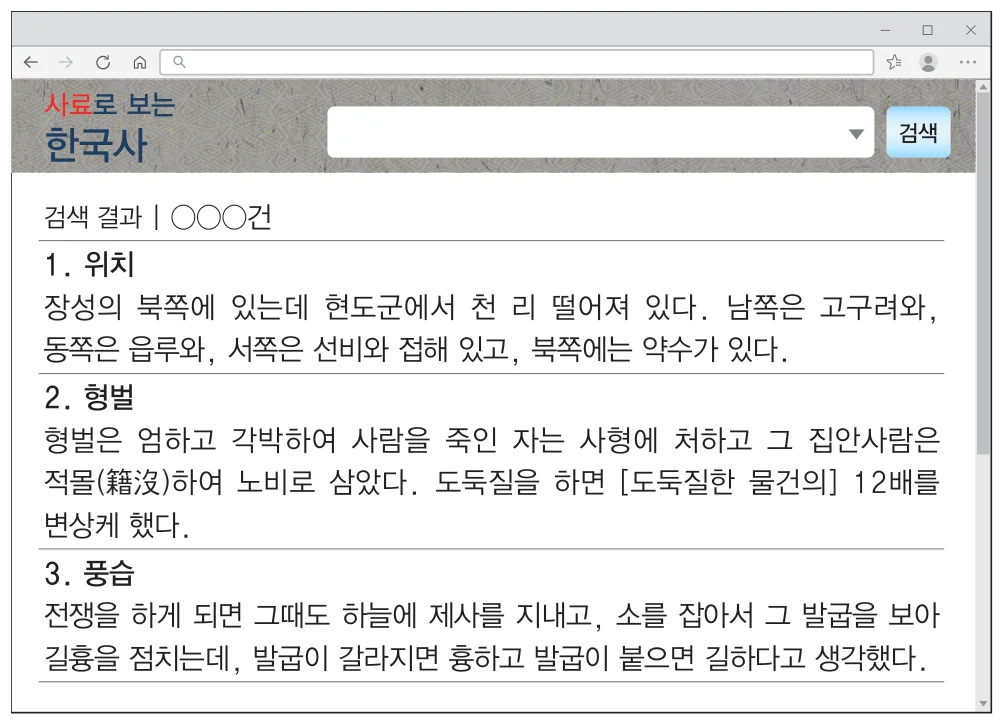 사료로 보는
한국사
검색
검색 결과 | ○○○건
1. 위치
장성의 북쪽에 있는데 현도군에서 천 리 떨어져 있다. 남쪽은 고구려와,
동쪽은 읍루와, 서쪽은 선비와 접해 있고, 북쪽에는 약수가 있다.
2. 형벌
형벌은 엄하고 각박하여 사람을 죽인 자는 사형에 처하고 그 집안사람은
적몰(籍沒)하여 노비로 삼았다. 도둑질을 하면 [도둑질한 물건의] 12배를
변상케 했다.
3. 풍습
전쟁을 하게 되면 그때도 하늘에 제사를 지내고, 소를 잡아서 그 발굽을 보아
길흉을 점치는데, 발굽이 갈라지면 흉하고 발굽이 붙으면 길하다고 생각했다.